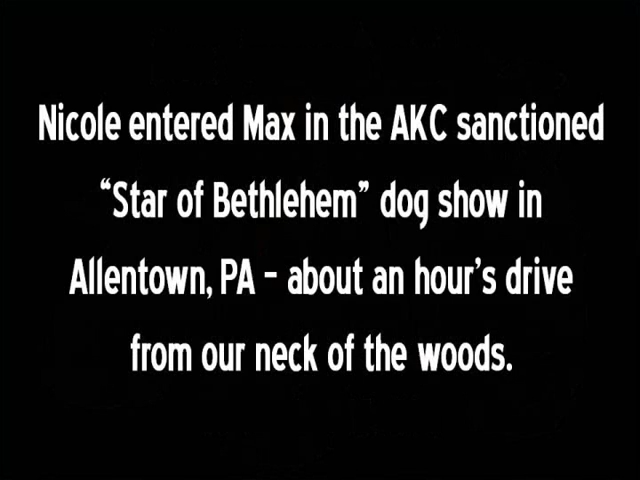 Nicole entered Max in the AKC sanctioned
“Star of Bethlehem” dog show in
Allentown, PA - about an hour's drive
from our neck of the woods.